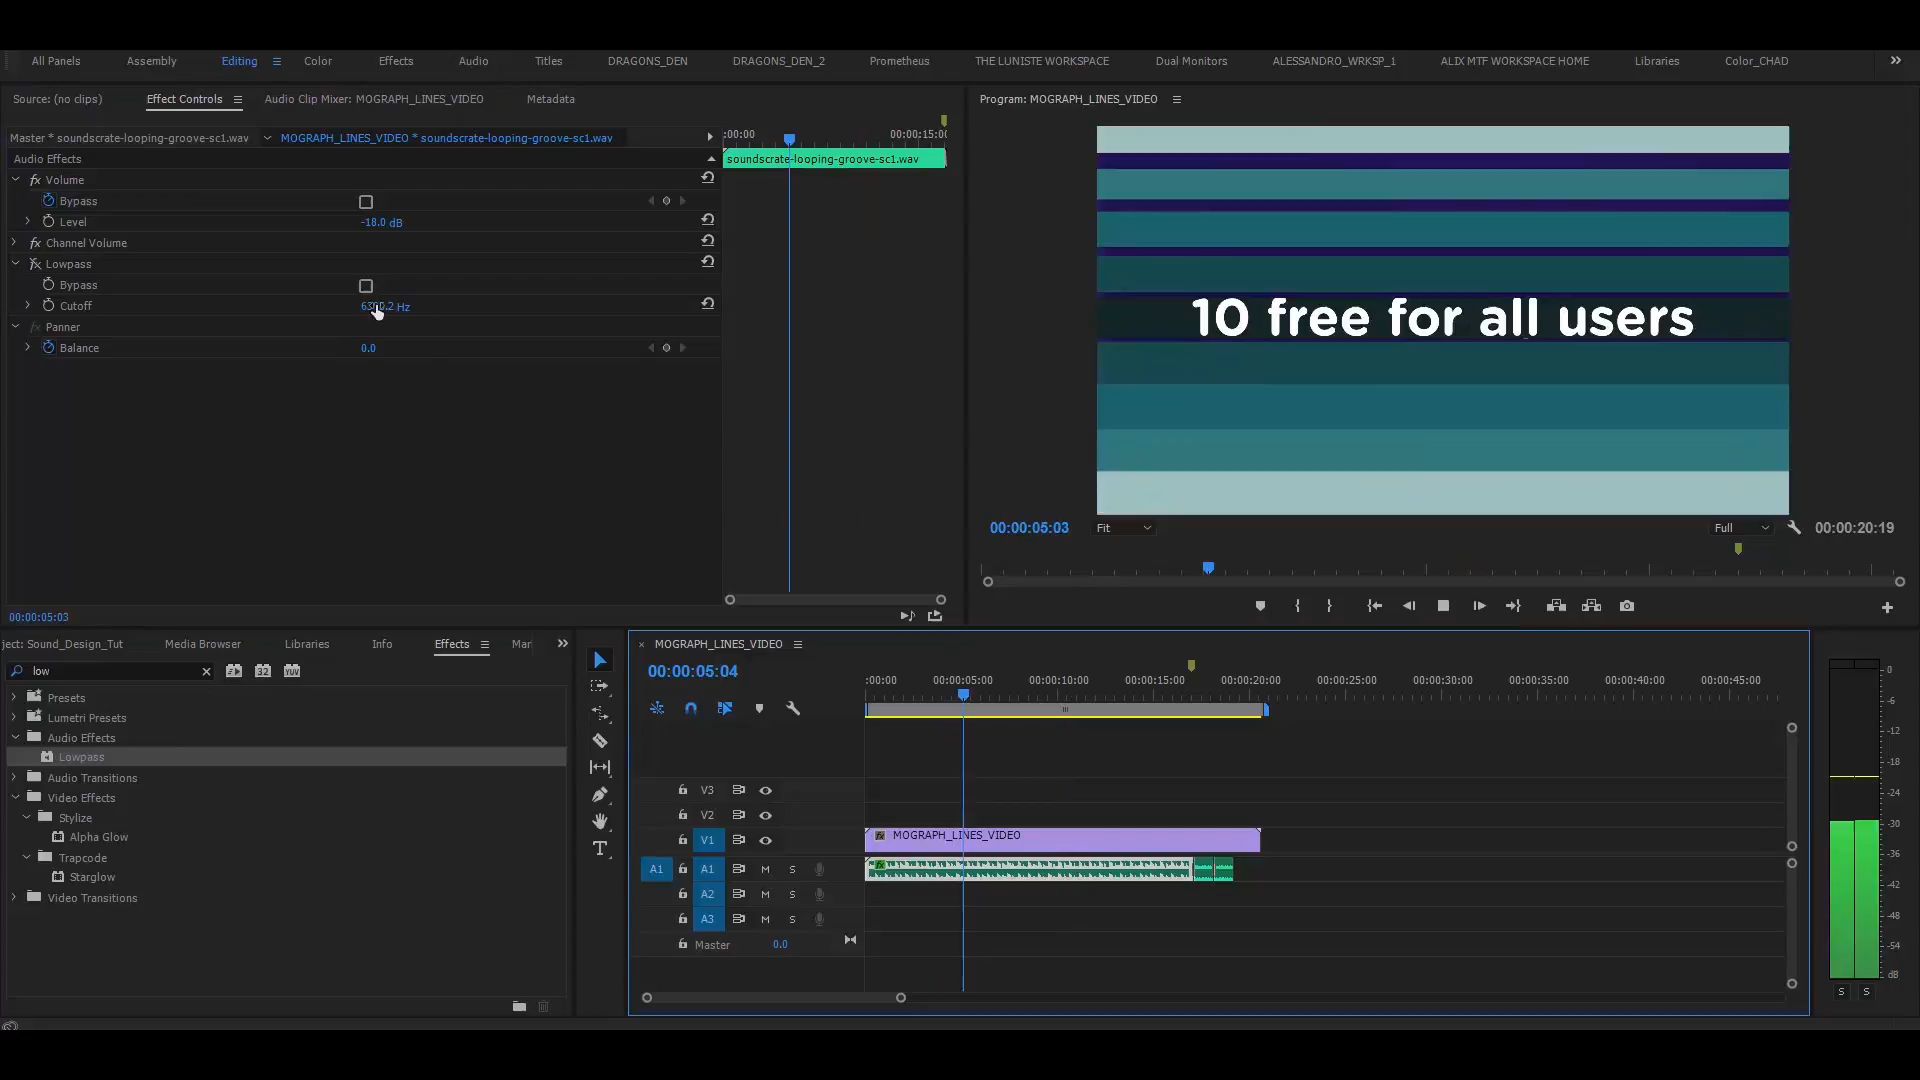 All Panels Assembly Editing Color Effects Audio Titles DRAGONS_DEN DRAGONS_DEN_2 Prometheus THE LUNISTE WORKSPACE Dual Monitors ALESSANDRO_WRKSP_1 ALIX MTF WORKSPACE HOME Libraries Color_CHAD
Source: (no clips) Effect Controls Audio Clip Mixer: MOGRAPH_LINES_VIDEO Metadata
Program: MOGRAPH_LINES_VIDEO
Master * soundscrate-looping-groove-sc1.wav MOGRAPH_LINES_VIDEO * soundscrate-looping-groove-sc1.wav
:00:00 00:00:15:0
Audio Effects
soundscrate-looping-groove-sc1.wav
fx Volume
Bypass
Level -18.0 dB
fx Channel Volume
fx Lowpass
Bypass
Cutoff Hz
fx Panner
Balance 0.0
10 free for all users
00:00:05:03 Fit Full 00:00:20:19
00:00:05:03
ject: Sound_Design_Tut Media Browser Libraries Info Effects Mar
low
32 YUV
Presets
Lumetri Presets
Audio Effects
Lowpass
Audio Transitions
Video Effects
Stylize
Alpha Glow
Trapcode
Starglow
Video Transitions
T
× MOGRAPH_LINES_VIDEO
00:00:05:04
:00:00 00:00:05:00 00:00:10:00 00:00:15:00 00:00:20:00 00:00:25:00 00:00:30:00 00:00:35:00 00:00:40:00 00:00:45:00
V3
V2
V1 fx MOGRAPH_LINES_VIDEO
A1 A1 M S fx
A2 M S
A3 M S
Master 0.0
0
-6
-12
-18
-24
-30
-36
-42
-48
-54
dB
S S